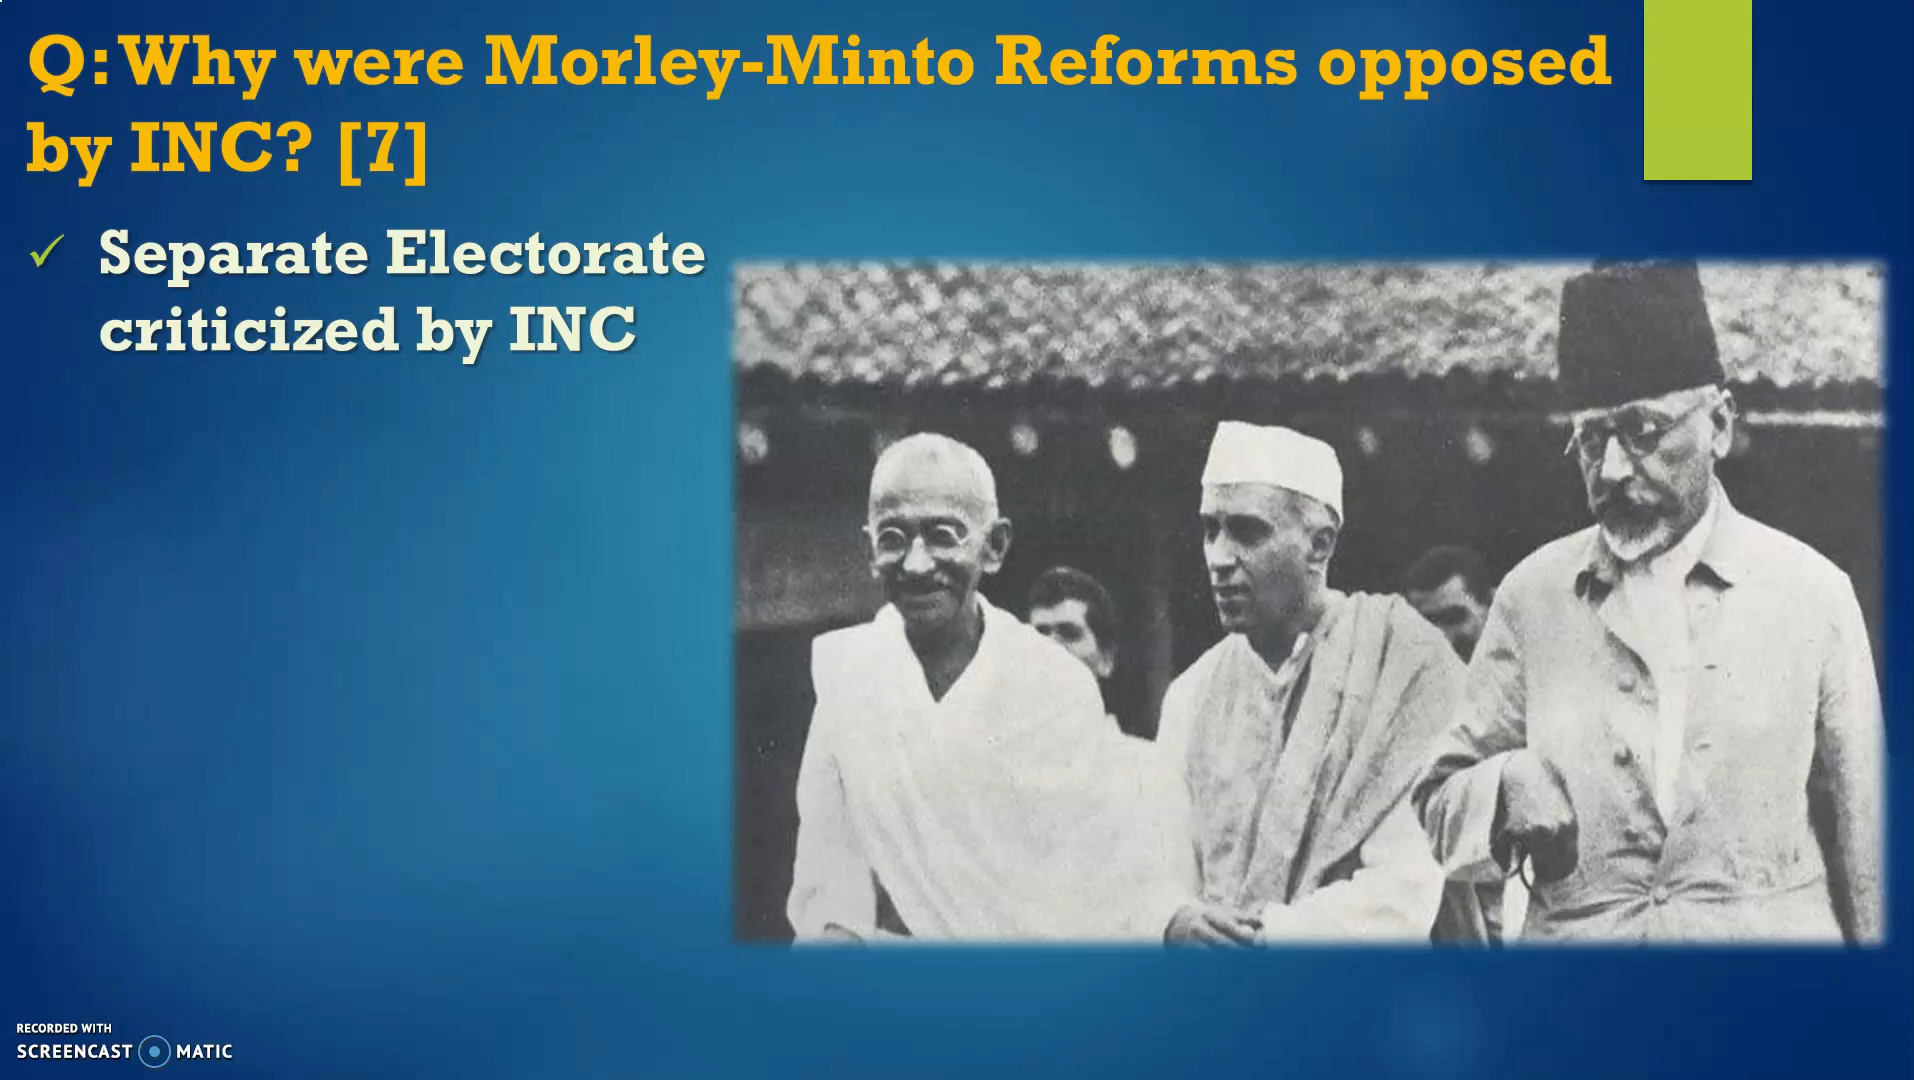 Q: Why were Morley-Minto Reforms opposed
by INC? [7]
✓ Separate Electorate
criticized by INC
RECORDED WITH
SCREENCAST MATIC